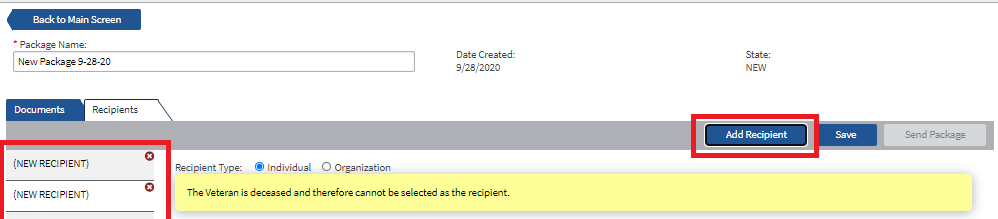 Back to Main Screen
* Package Name:
New Package 9-28-20
Date Created:
9/28/2020
State:
NEW
Documents
Recipients
Add Recipient
Save
Send Package
(NEW RECIPIENT)
(NEW RECIPIENT)
Recipient Type: Individual Organization
The Veteran is deceased and therefore cannot be selected as the recipient.